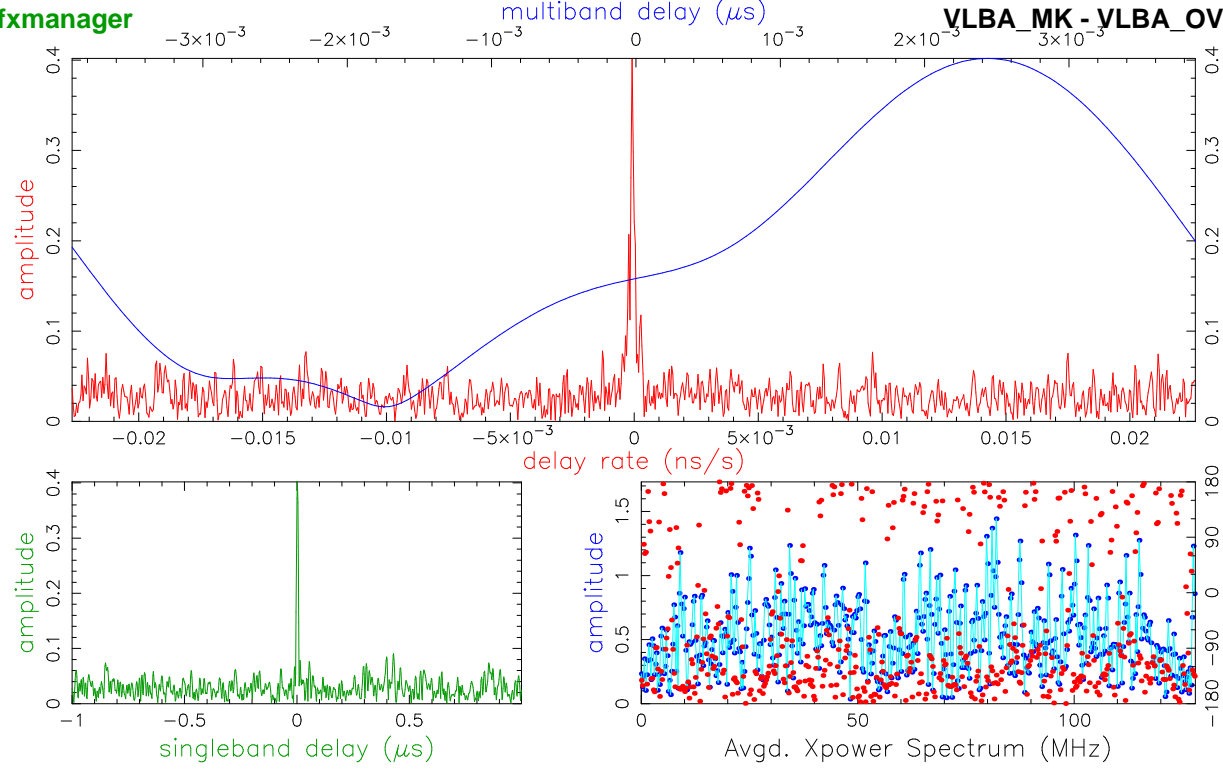 fxmanager
multiband delay (μs)
VLBA_MK - VLBA_OV
−3×10⁻³ −2×10⁻³ −10⁻³ 0 10⁻³ 2×10⁻³ 3×10⁻³
amplitude
0 0.1 0.2 0.3 0.4
0 0.1 0.2 0.3 0.4
−0.02 −0.015 −0.01 −5×10⁻³ 0 5×10⁻³ 0.01 0.015 0.02
delay rate (ns/s)
amplitude
0 0.1 0.2 0.3 0.4
−1 −0.5 0 0.5
singleband delay (μs)
amplitude
0 0.5 1 1.5
−180 −90 0 90 180
0 50 100
Avgd. Xpower Spectrum (MHz)